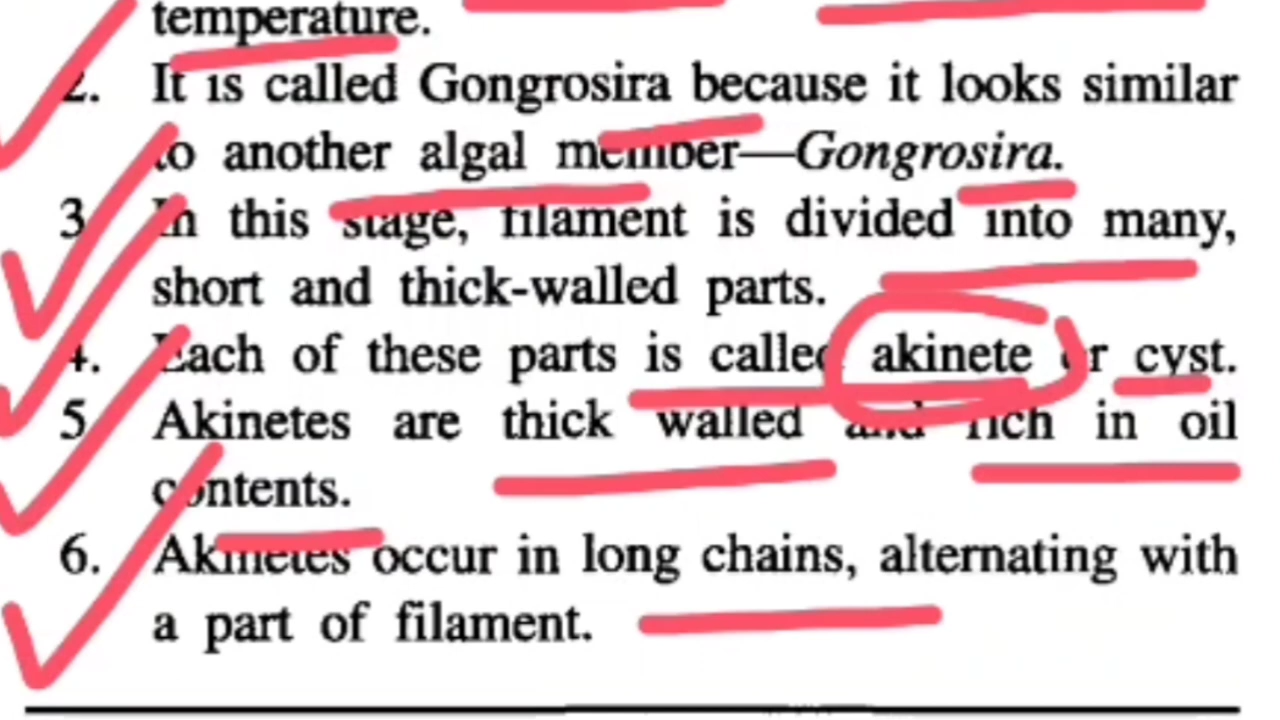 temperature.
2. It is called Gongrosira because it looks similar
to another algal member—Gongrosira.
3. In this stage, filament is divided into many,
short and thick-walled parts.
4. Each of these parts is called akinete or cyst.
5. Akinetes are thick walled and rich in oil
contents.
6. Akinetes occur in long chains, alternating with
a part of filament.